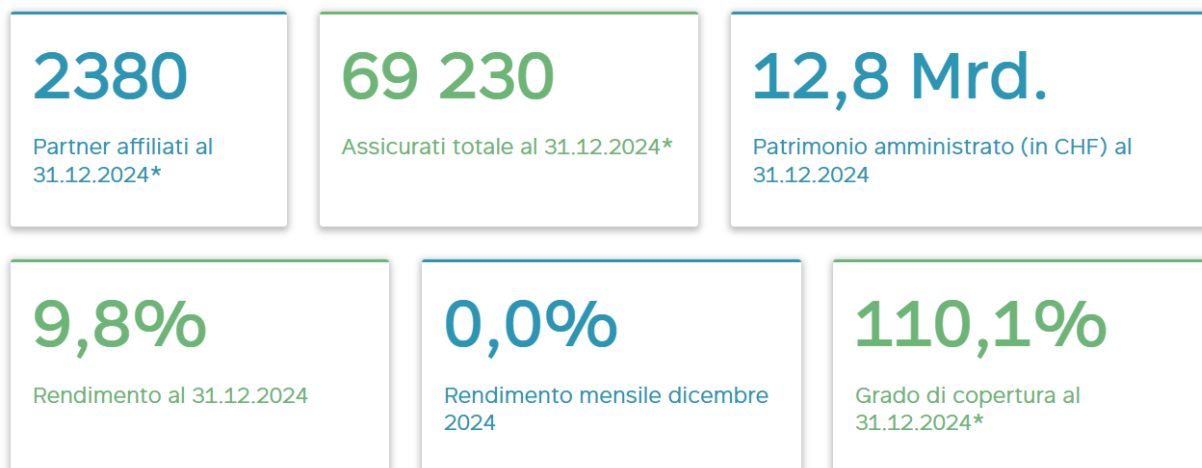 2380
Partner affiliati al
31.12.2024*
69 230
Assicurati totale al 31.12.2024*
12,8 Mrd.
Patrimonio amministrato (in CHF) al
31.12.2024
9,8%
Rendimento al 31.12.2024
0,0%
Rendimento mensile dicembre
2024
110,1%
Grado di copertura al
31.12.2024*